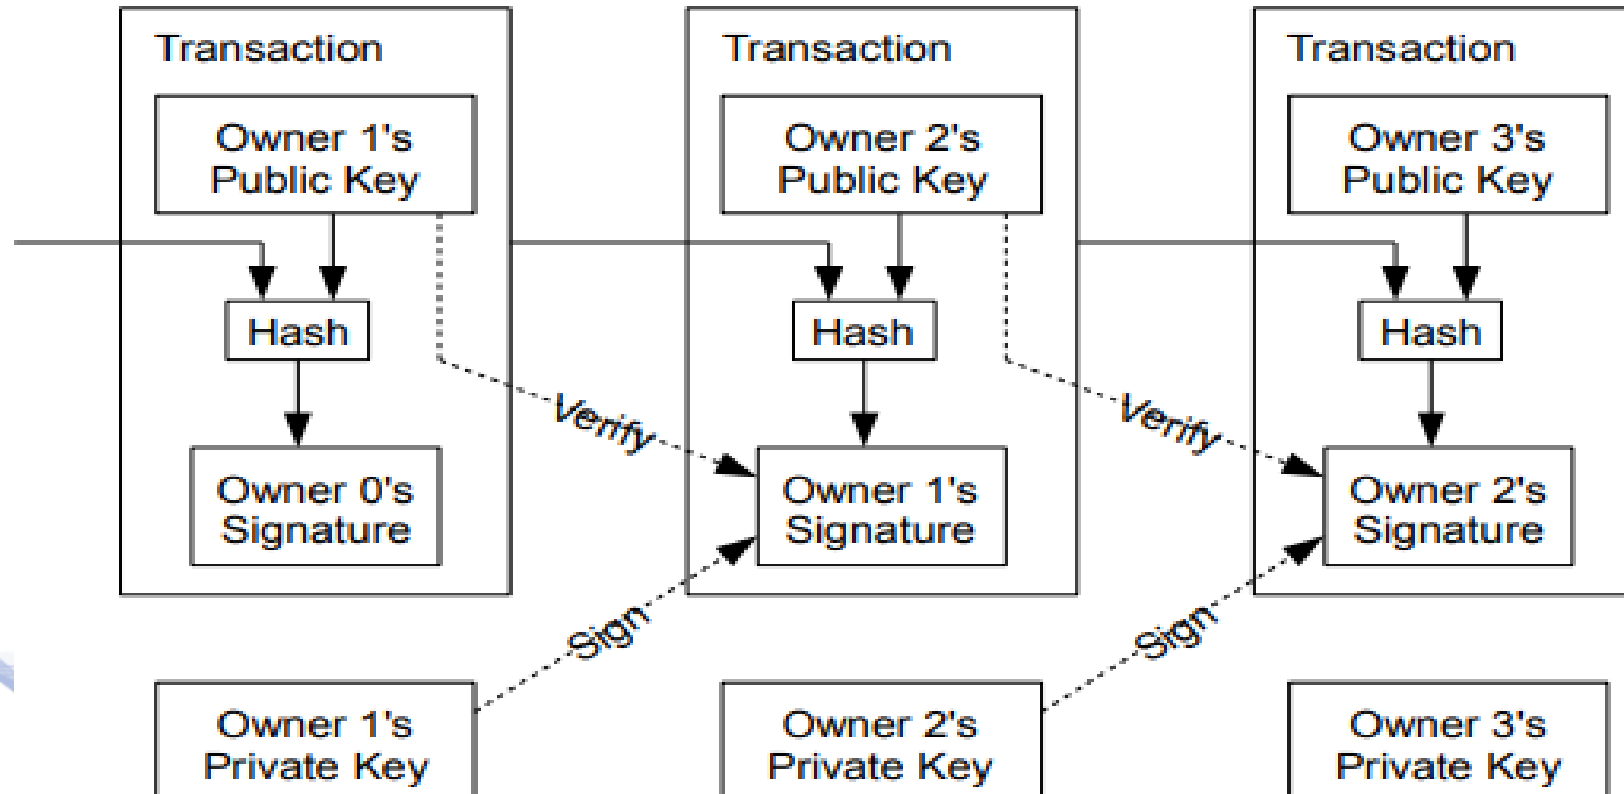 Transaction
Transaction
Transaction
Owner 1's
Public Key
Owner 2's
Public Key
Owner 3's
Public Key
Hash
Hash
Hash
Verify
Verify
Owner 0's
Signature
Owner 1's
Signature
Owner 2's
Signature
Sign
Sign
Owner 1's
Private Key
Owner 2's
Private Key
Owner 3's
Private Key